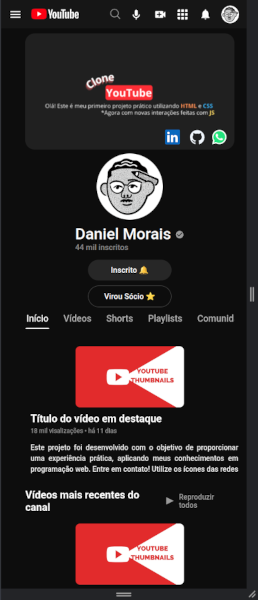 YouTube
Clone
YouTube
Olá! Este é meu primeiro projeto prático utilizando HTML e CSS
*Agora com novas interações feitas com JS
in
Daniel Morais
44 mil inscritos
Inscrito 🔔
Virou Sócio ⭐
Início Vídeos Shorts Playlists Comunid
YOUTUBE
THUMBNAILS
Título do vídeo em destaque
18 mil visualizações • há 11 dias
Este projeto foi desenvolvido com o objetivo de proporcionar
uma experiência prática, aplicando meus conhecimentos em
programação web. Entre em contato! Utilize os ícones das redes
Vídeos mais recentes do
canal
Reproduzir
todos
YOUTUBE
THUMBNAILS